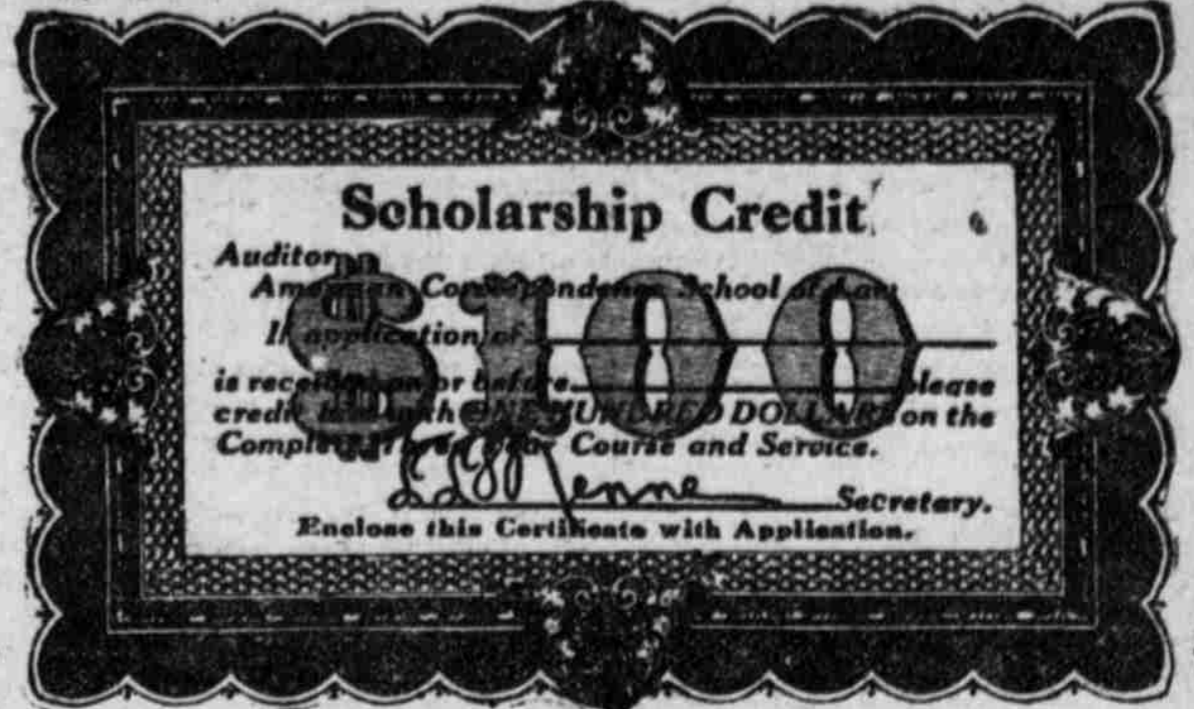 Scholarship Credit
Auditor
American Correspondence School of Law
If application of
is received on or before please
credit with ONE HUNDRED DOLLARS on the
Complete Course and Service.
Secretary.
Enclose this Certificate with Application.
$100